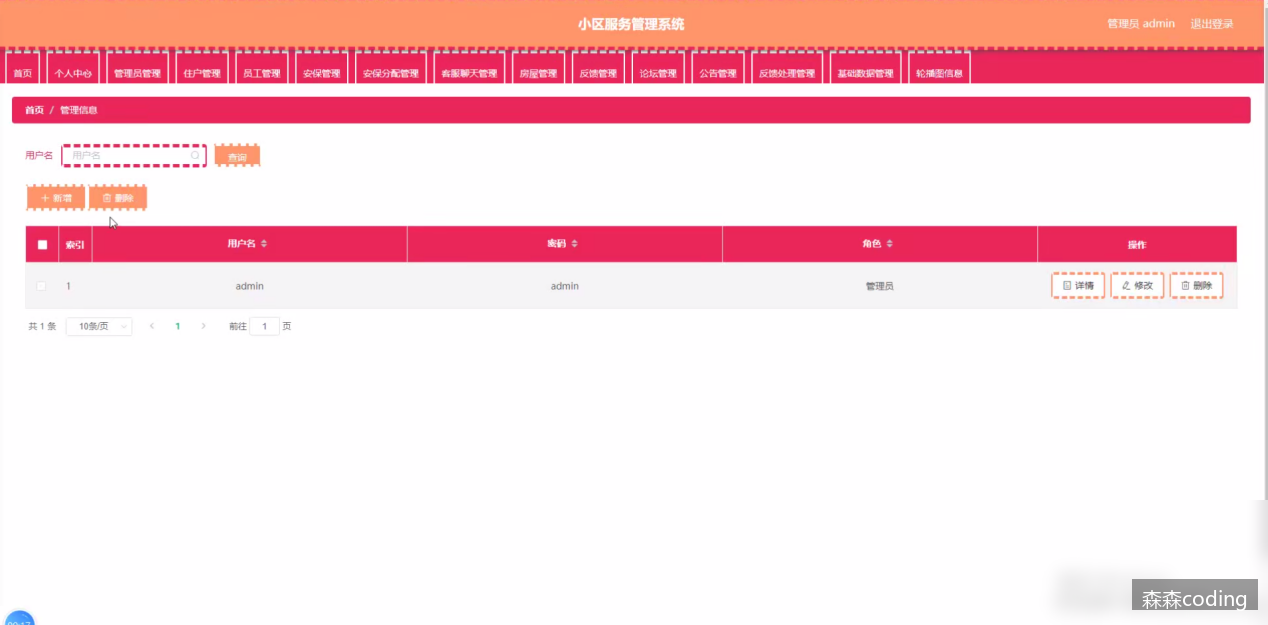 小区服务管理系统
管理员 admin 退出登录
首页 个人中心 管理员管理 住户管理 员工管理 安保管理 安保分配管理 客服聊天管理 房屋管理 反馈管理 论坛管理 公告管理 反馈处理管理 基础数据管理 轮播图信息
首页 / 管理信息
用户名 用户名 查询
新增 删除
索引 用户名 密码 角色 操作
1 admin admin 管理员 详情 修改 删除
共 1 条 10条/页 1 前往 1 页
森森coding